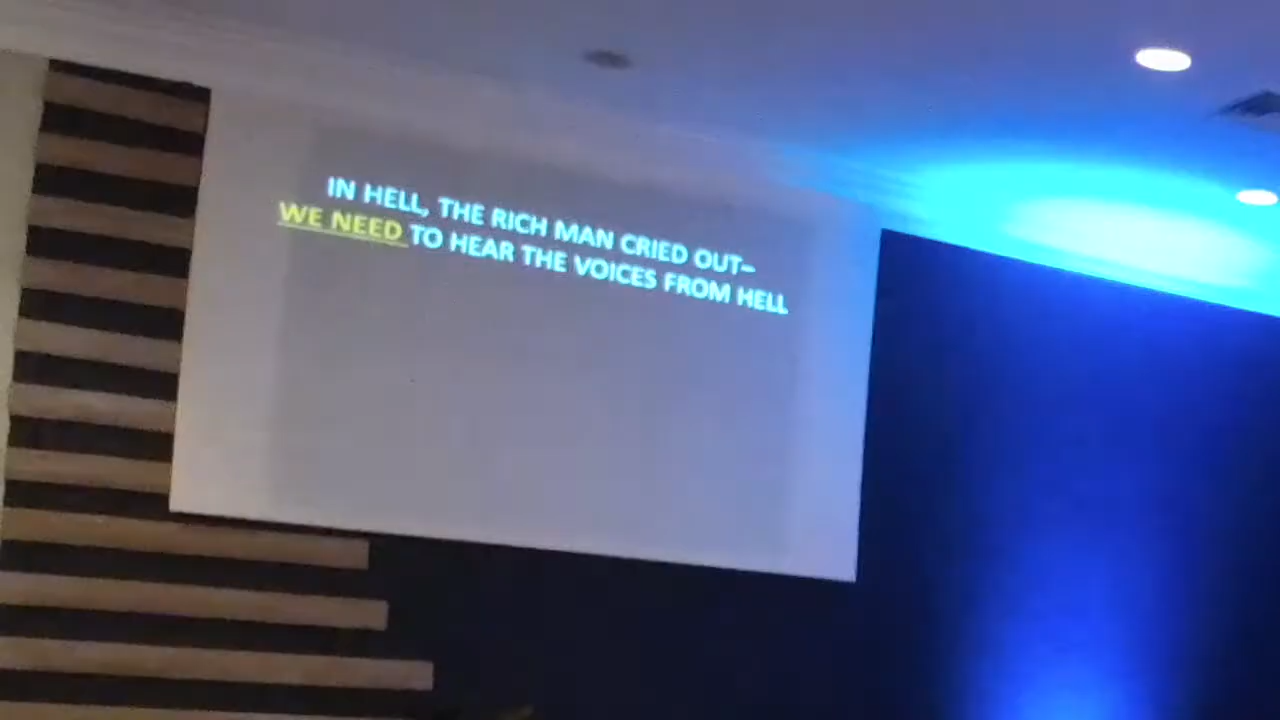 IN HELL, THE RICH MAN CRIED OUT–
WE NEED TO HEAR THE VOICES FROM HELL